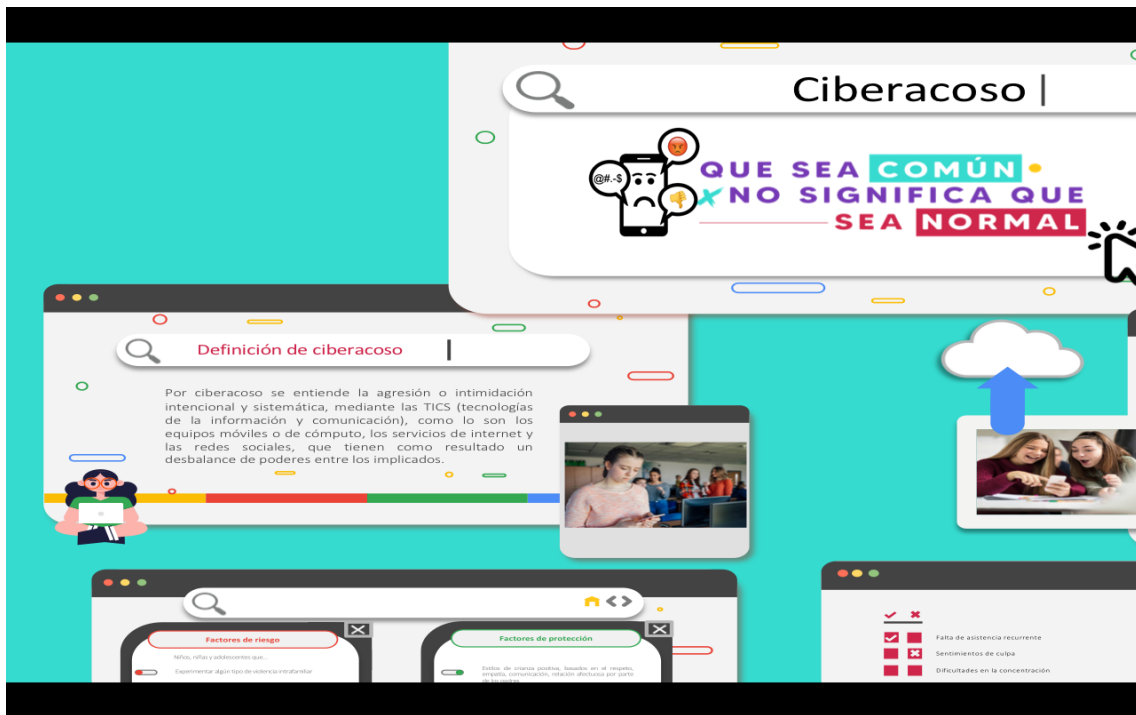 Ciberacoso
@#.-$
QUE SEA COMÚN
NO SIGNIFICA QUE
SEA NORMAL
Definición de ciberacoso
Por ciberacoso se entiende la agresión o intimidación
intencional y sistemática, mediante las TICS (tecnologías
de la información y comunicación), como lo son los
equipos móviles o de cómputo, los servicios de internet y
las redes sociales, que tienen como resultado un
desbalance de poderes entre los implicados.
Factores de riesgo
Niños, niñas y adolescentes que...
Experimentar algún tipo de violencia intrafamiliar
Factores de protección
Estilos de crianza positiva, basados en el respeto,
empatía, comunicación, relación afectuosa por parte
de los padres
Falta de asistencia recurrente
Sentimientos de culpa
Dificultades en la concentración